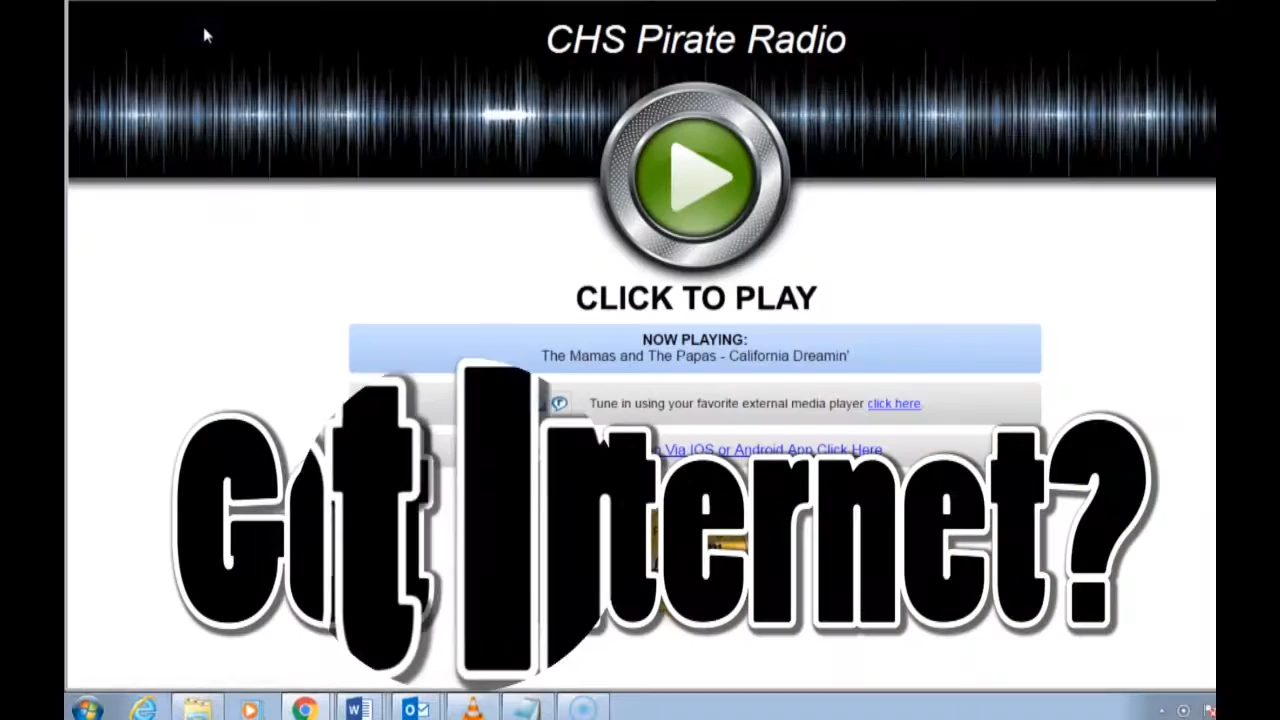 CHS Pirate Radio
CLICK TO PLAY
NOW PLAYING:
The Mamas and The Papas - California Dreamin'
Tune in using your favorite external media player click here.
Via IOS or Android App Click Here
Got Internet?